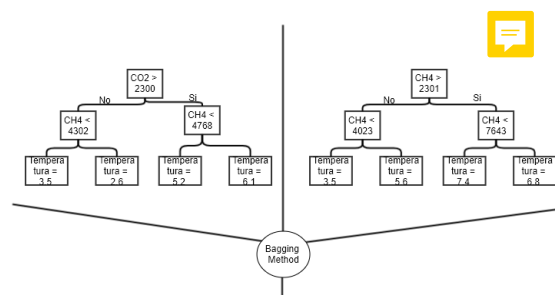 CO2 >
2300
No
Si
CH4 <
4302
CH4 <
4768
Tempera
tura =
3.5
Tempera
tura =
2.6
Tempera
tura =
5.2
Tempera
tura =
6.1
CH4 >
2301
No
Si
CH4 <
4023
CH4 <
7643
Tempera
tura =
3.5
Tempera
tura =
5.6
Tempera
tura =
7.4
Tempera
tura =
6.8
Bagging
Method